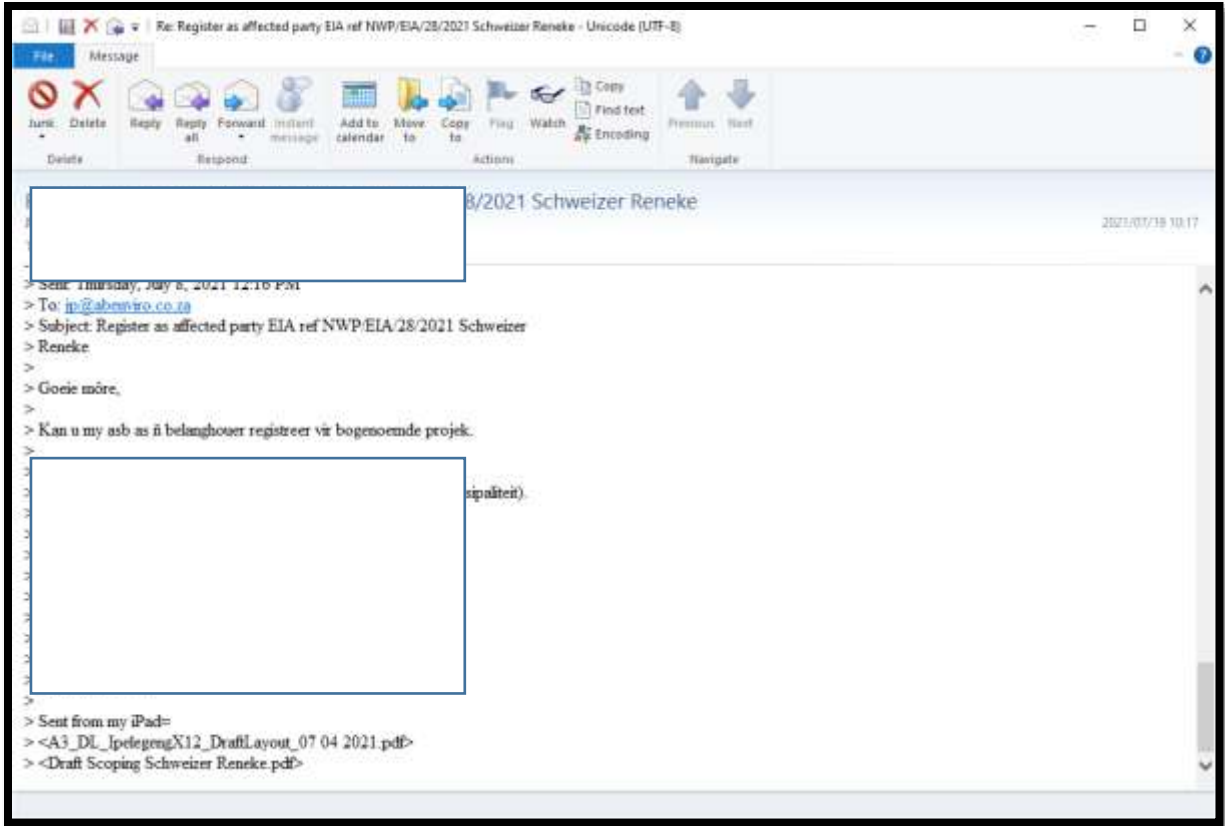 Re: Register as affected party EIA ref NWP/EIA/28/2021 Schweizer Reneke - Unicode (UTF-8)
File Message
Junk Delete Reply Reply all Forward Instant message Add to calendar Move to Copy to Flag Watch Copy Find text Encoding Previous Next
Delete Respond Actions Navigate
8/2021 Schweizer Reneke
2021/07/19 10:17
> Sent: Thursday, July 8, 2021 12:16 PM
> To: jp@abenviro.co.za
> Subject: Register as affected party EIA ref NWP/EIA/28/2021 Schweizer
> Reneke
>
> Goeie môre,
>
> Kan u my asb as ñ belanghouer registreer vir bogenoemde projek.
>
sipaliteit).
>
> Sent from my iPad=
> <A3_DL_IpelegengX12_DraftLayout_07 04 2021.pdf>
> <Draft Scoping Schweizer Reneke.pdf>